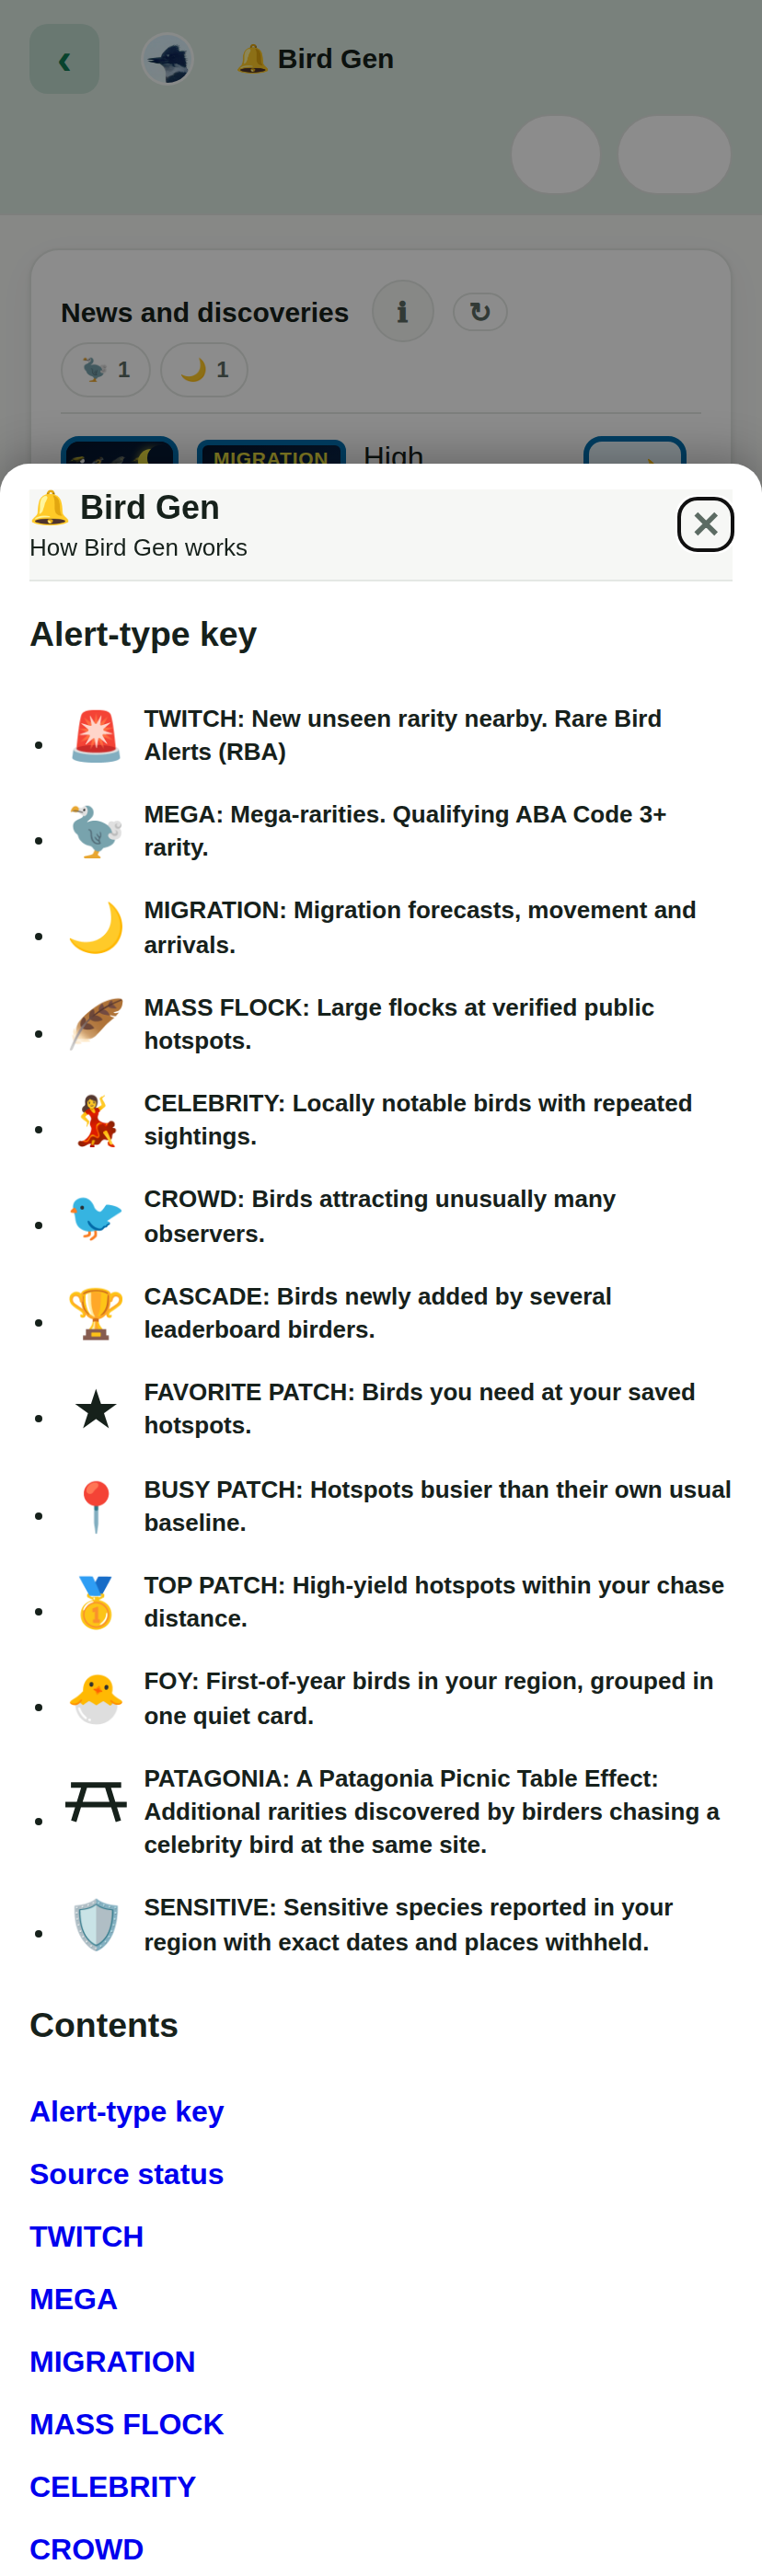 ‹ 🔔 Bird Gen
News and discoveries ℹ ↻
🦤 1 🌙 1
MIGRATION High
🔔 Bird Gen
How Bird Gen works
✕
Alert-type key
• 🚨 TWITCH: New unseen rarity nearby. Rare Bird
Alerts (RBA)
• 🦤 MEGA: Mega-rarities. Qualifying ABA Code 3+
rarity.
• 🌙 MIGRATION: Migration forecasts, movement and
arrivals.
• 🪶 MASS FLOCK: Large flocks at verified public
hotspots.
• 💃 CELEBRITY: Locally notable birds with repeated
sightings.
• 🐦 CROWD: Birds attracting unusually many
observers.
• 🏆 CASCADE: Birds newly added by several
leaderboard birders.
• ★ FAVORITE PATCH: Birds you need at your saved
hotspots.
• 📍 BUSY PATCH: Hotspots busier than their own usual
baseline.
• 🥇 TOP PATCH: High-yield hotspots within your chase
distance.
• 🐣 FOY: First-of-year birds in your region, grouped in
one quiet card.
• PATAGONIA: A Patagonia Picnic Table Effect:
Additional rarities discovered by birders chasing a
celebrity bird at the same site.
• 🛡️ SENSITIVE: Sensitive species reported in your
region with exact dates and places withheld.
Contents
Alert-type key
Source status
TWITCH
MEGA
MIGRATION
MASS FLOCK
CELEBRITY
CROWD